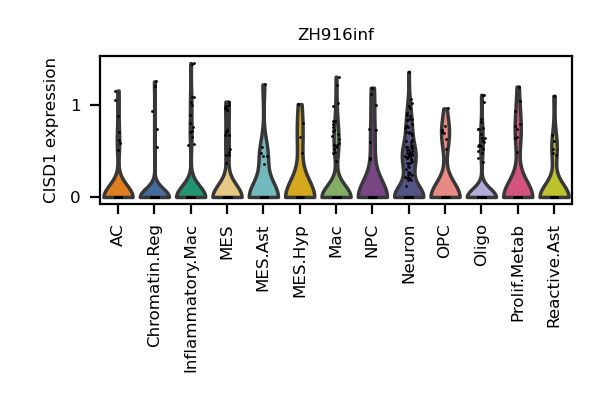 ZH916inf
CISD1 expression
1
0
AC
Chromatin.Reg
Inflammatory.Mac
MES
MES.Ast
MES.Hyp
Mac
NPC
Neuron
OPC
Oligo
Prolif.Metab
Reactive.Ast